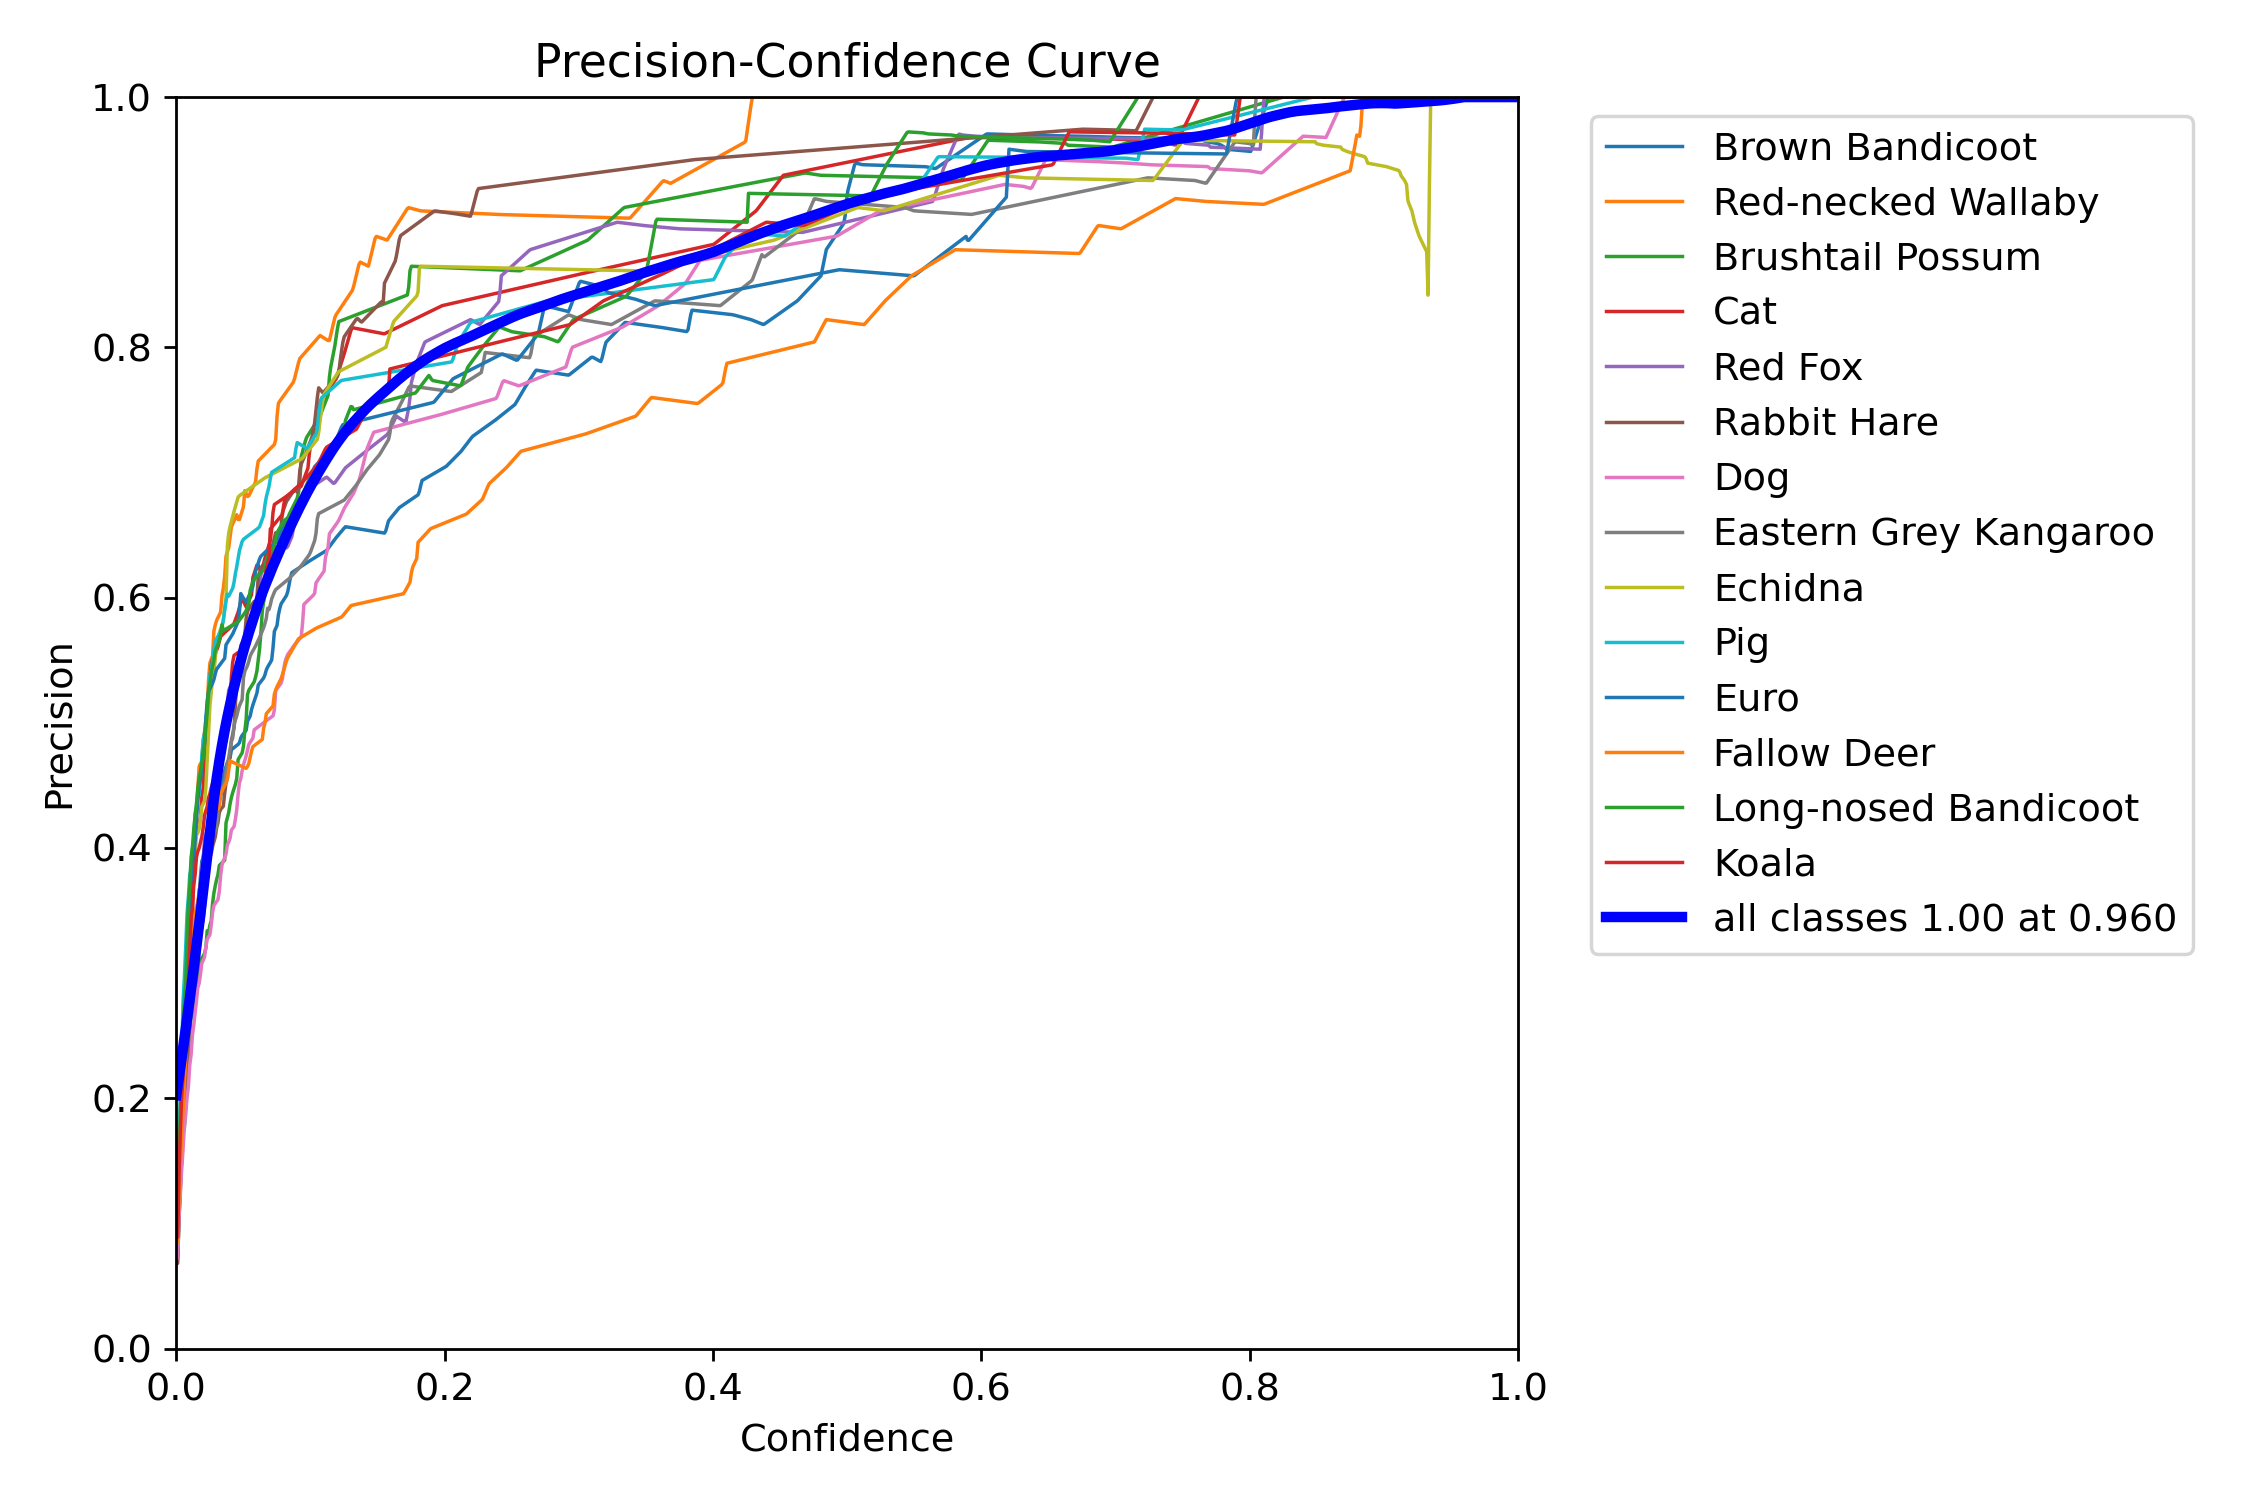 Precision-Confidence Curve
1.0
0.8
0.6
0.4
0.2
0.0
Precision
0.0 0.2 0.4 0.6 0.8 1.0
Confidence
Brown Bandicoot
Red-necked Wallaby
Brushtail Possum
Cat
Red Fox
Rabbit Hare
Dog
Eastern Grey Kangaroo
Echidna
Pig
Euro
Fallow Deer
Long-nosed Bandicoot
Koala
all classes 1.00 at 0.960